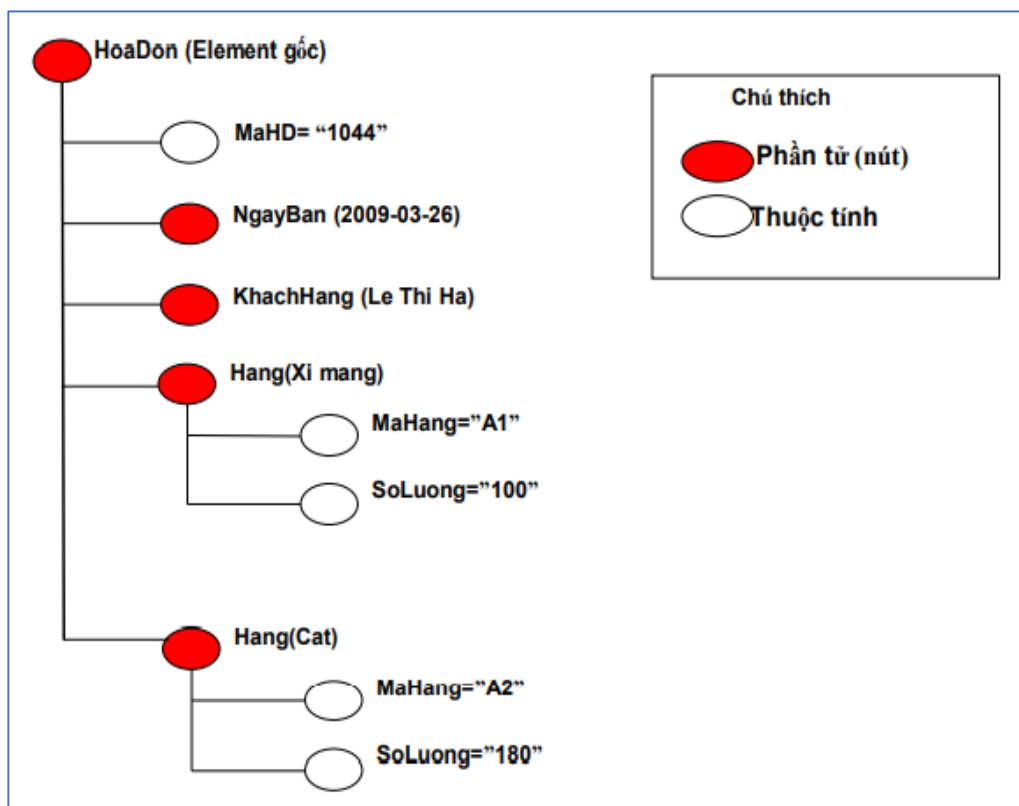 HoaDon (Element gốc)
MaHD= “1044”
NgayBan (2009-03-26)
KhachHang (Le Thi Ha)
Hang(Xi mang)
MaHang=”A1”
SoLuong=”100”
Hang(Cat)
MaHang=”A2”
SoLuong=”180”
Chú thích
Phần tử (nút)
Thuộc tính